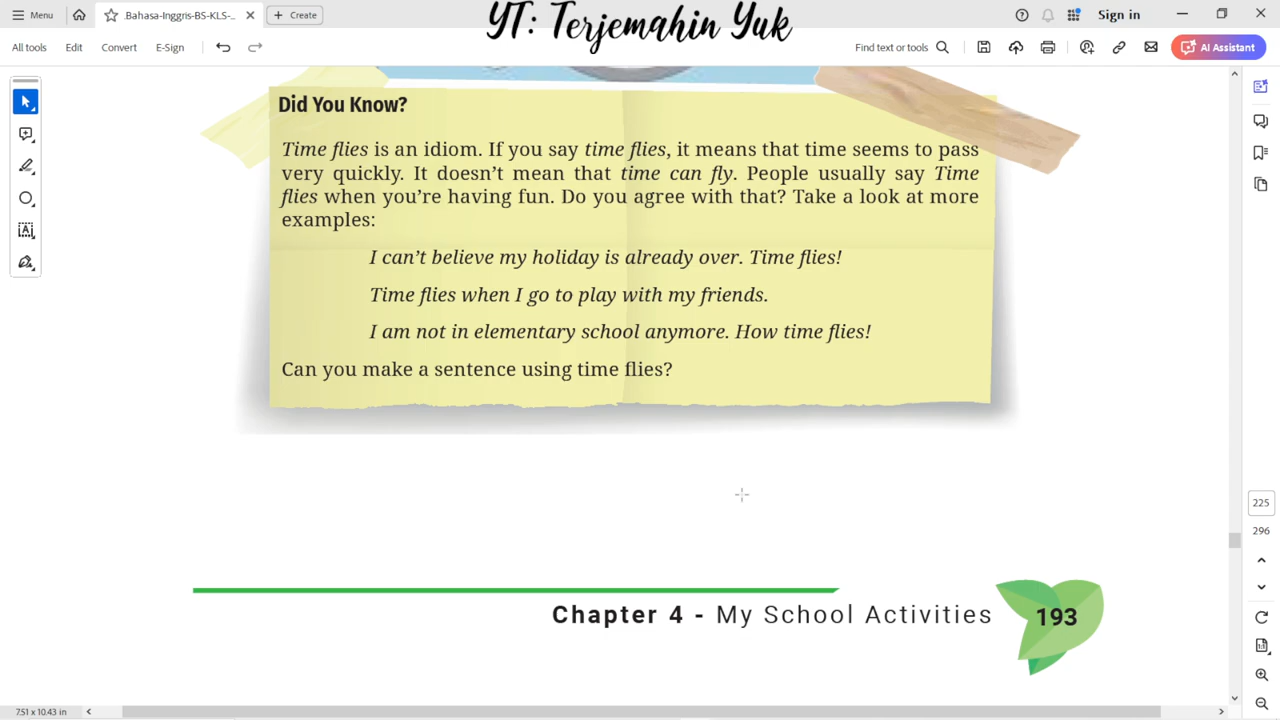 Menu
Bahasa-Inggris-BS-KLS-...
Create
YT: Terjemahin Yuk
Sign in
All tools
Edit
Convert
E-Sign
Find text or tools
AI Assistant
Did You Know?
Time flies is an idiom. If you say time flies, it means that time seems to pass
very quickly. It doesn’t mean that time can fly. People usually say Time
flies when you’re having fun. Do you agree with that? Take a look at more
examples:
I can’t believe my holiday is already over. Time flies!
Time flies when I go to play with my friends.
I am not in elementary school anymore. How time flies!
Can you make a sentence using time flies?
225
296
Chapter 4 - My School Activities
193
7.51 x 10.43 in